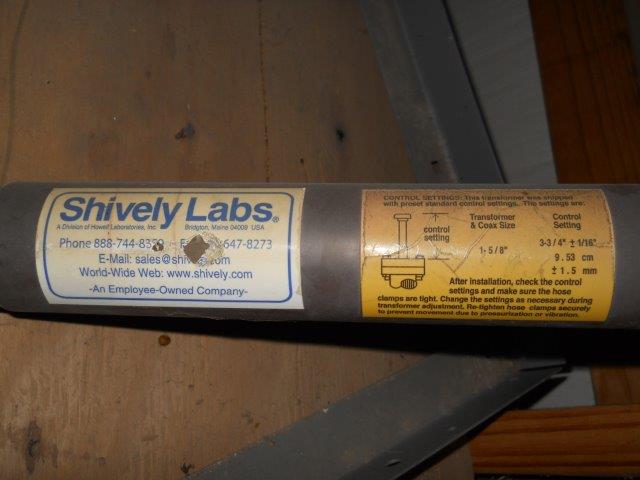 Shively Labs®
A Division of Howell Laboratories, Inc. Bridgton, Maine 04009 USA
Phone 888-744-8359 647-8273
E-Mail:
World-Wide Web: www.shively.com
-An Employee-Owned Company-
CONTROL SETTINGS: This transformer was shipped
with preset standard control settings. The settings are:
control
setting
Transformer
& Coax Size
Control
Setting
1- 5/8"
3-3/4" ± 1/16"
9.53 cm
± 1.5 mm
After installation, check the control
settings and make sure the hose
clamps are tight. Change the settings as necessary during
transformer adjustment. Re-tighten hose clamps securely
to prevent movement due to pressurization or vibration.